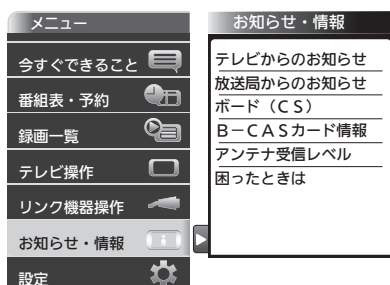 メニュー
今すぐできること
番組表・予約
録画一覧
テレビ操作
リンク機器操作
お知らせ・情報
設定
お知らせ・情報
テレビからのお知らせ
放送局からのお知らせ
ボード（ＣＳ）
Ｂ－ＣＡＳカード情報
アンテナ受信レベル
困ったときは